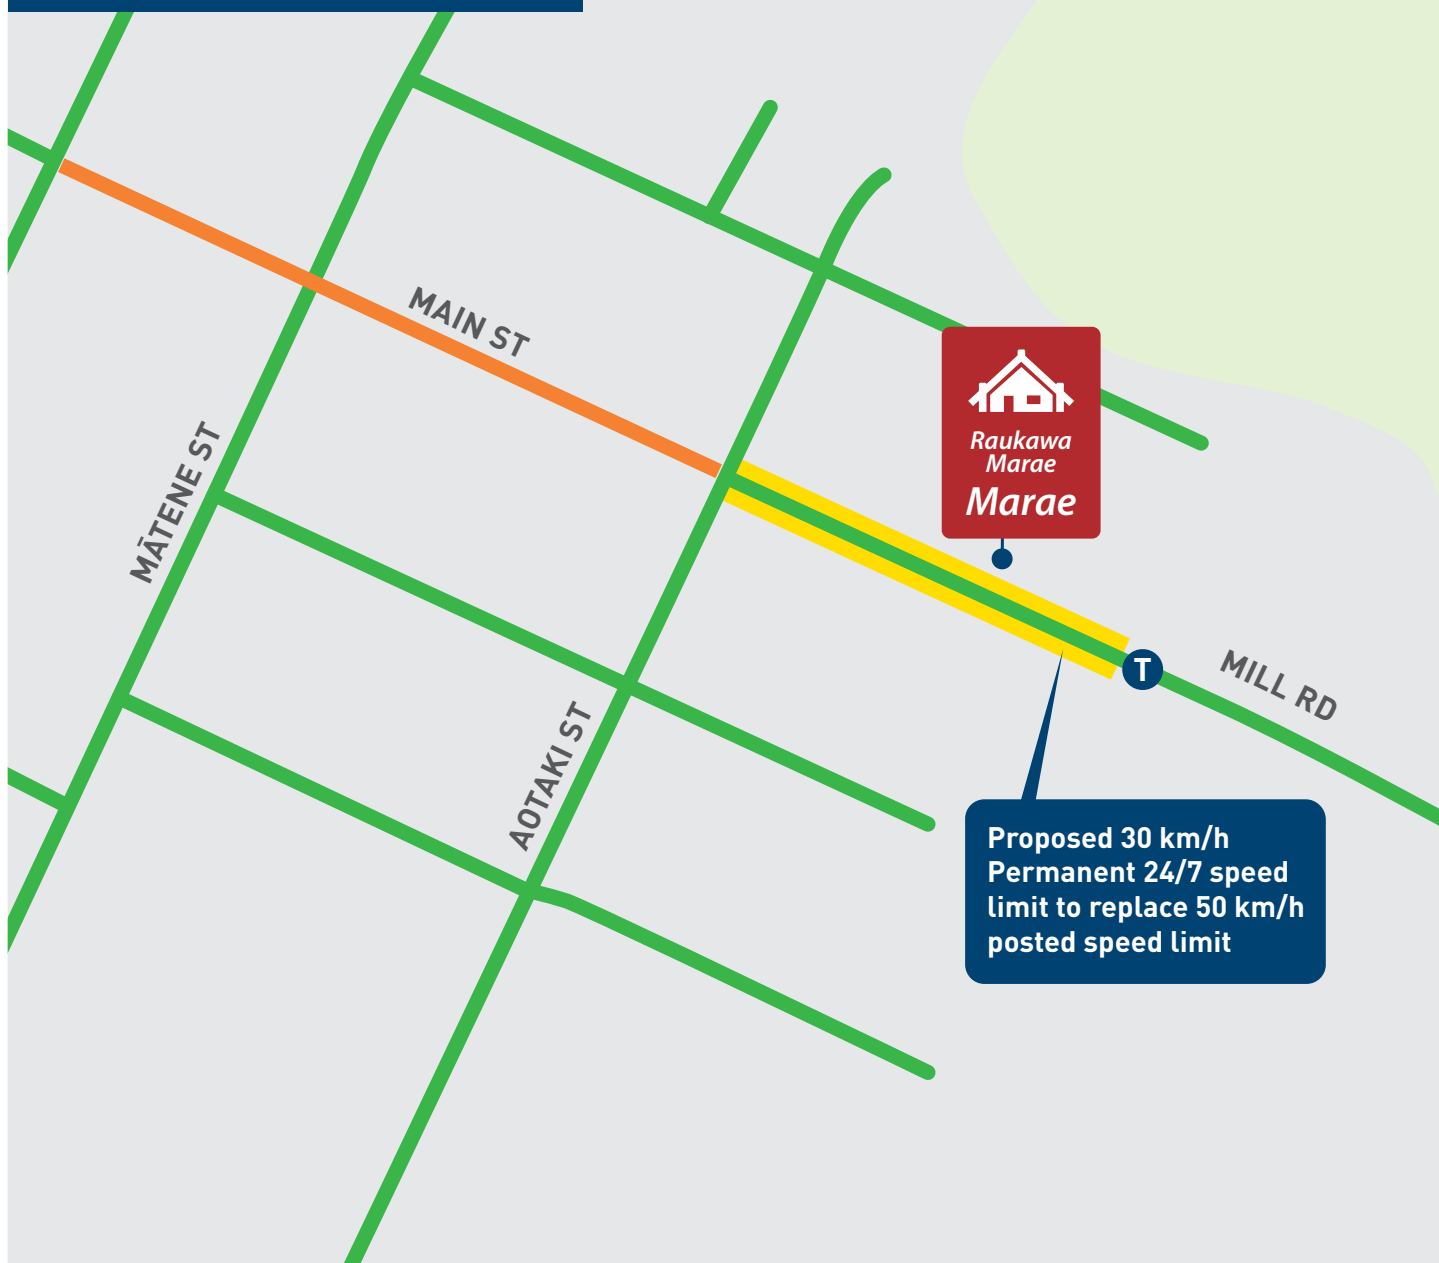 MAIN ST
Raukawa
Marae
Marae
MĀTENE ST
MILL RD
T
AOTAKI ST
Proposed 30 km/h
Permanent 24/7 speed
limit to replace 50 km/h
posted speed limit